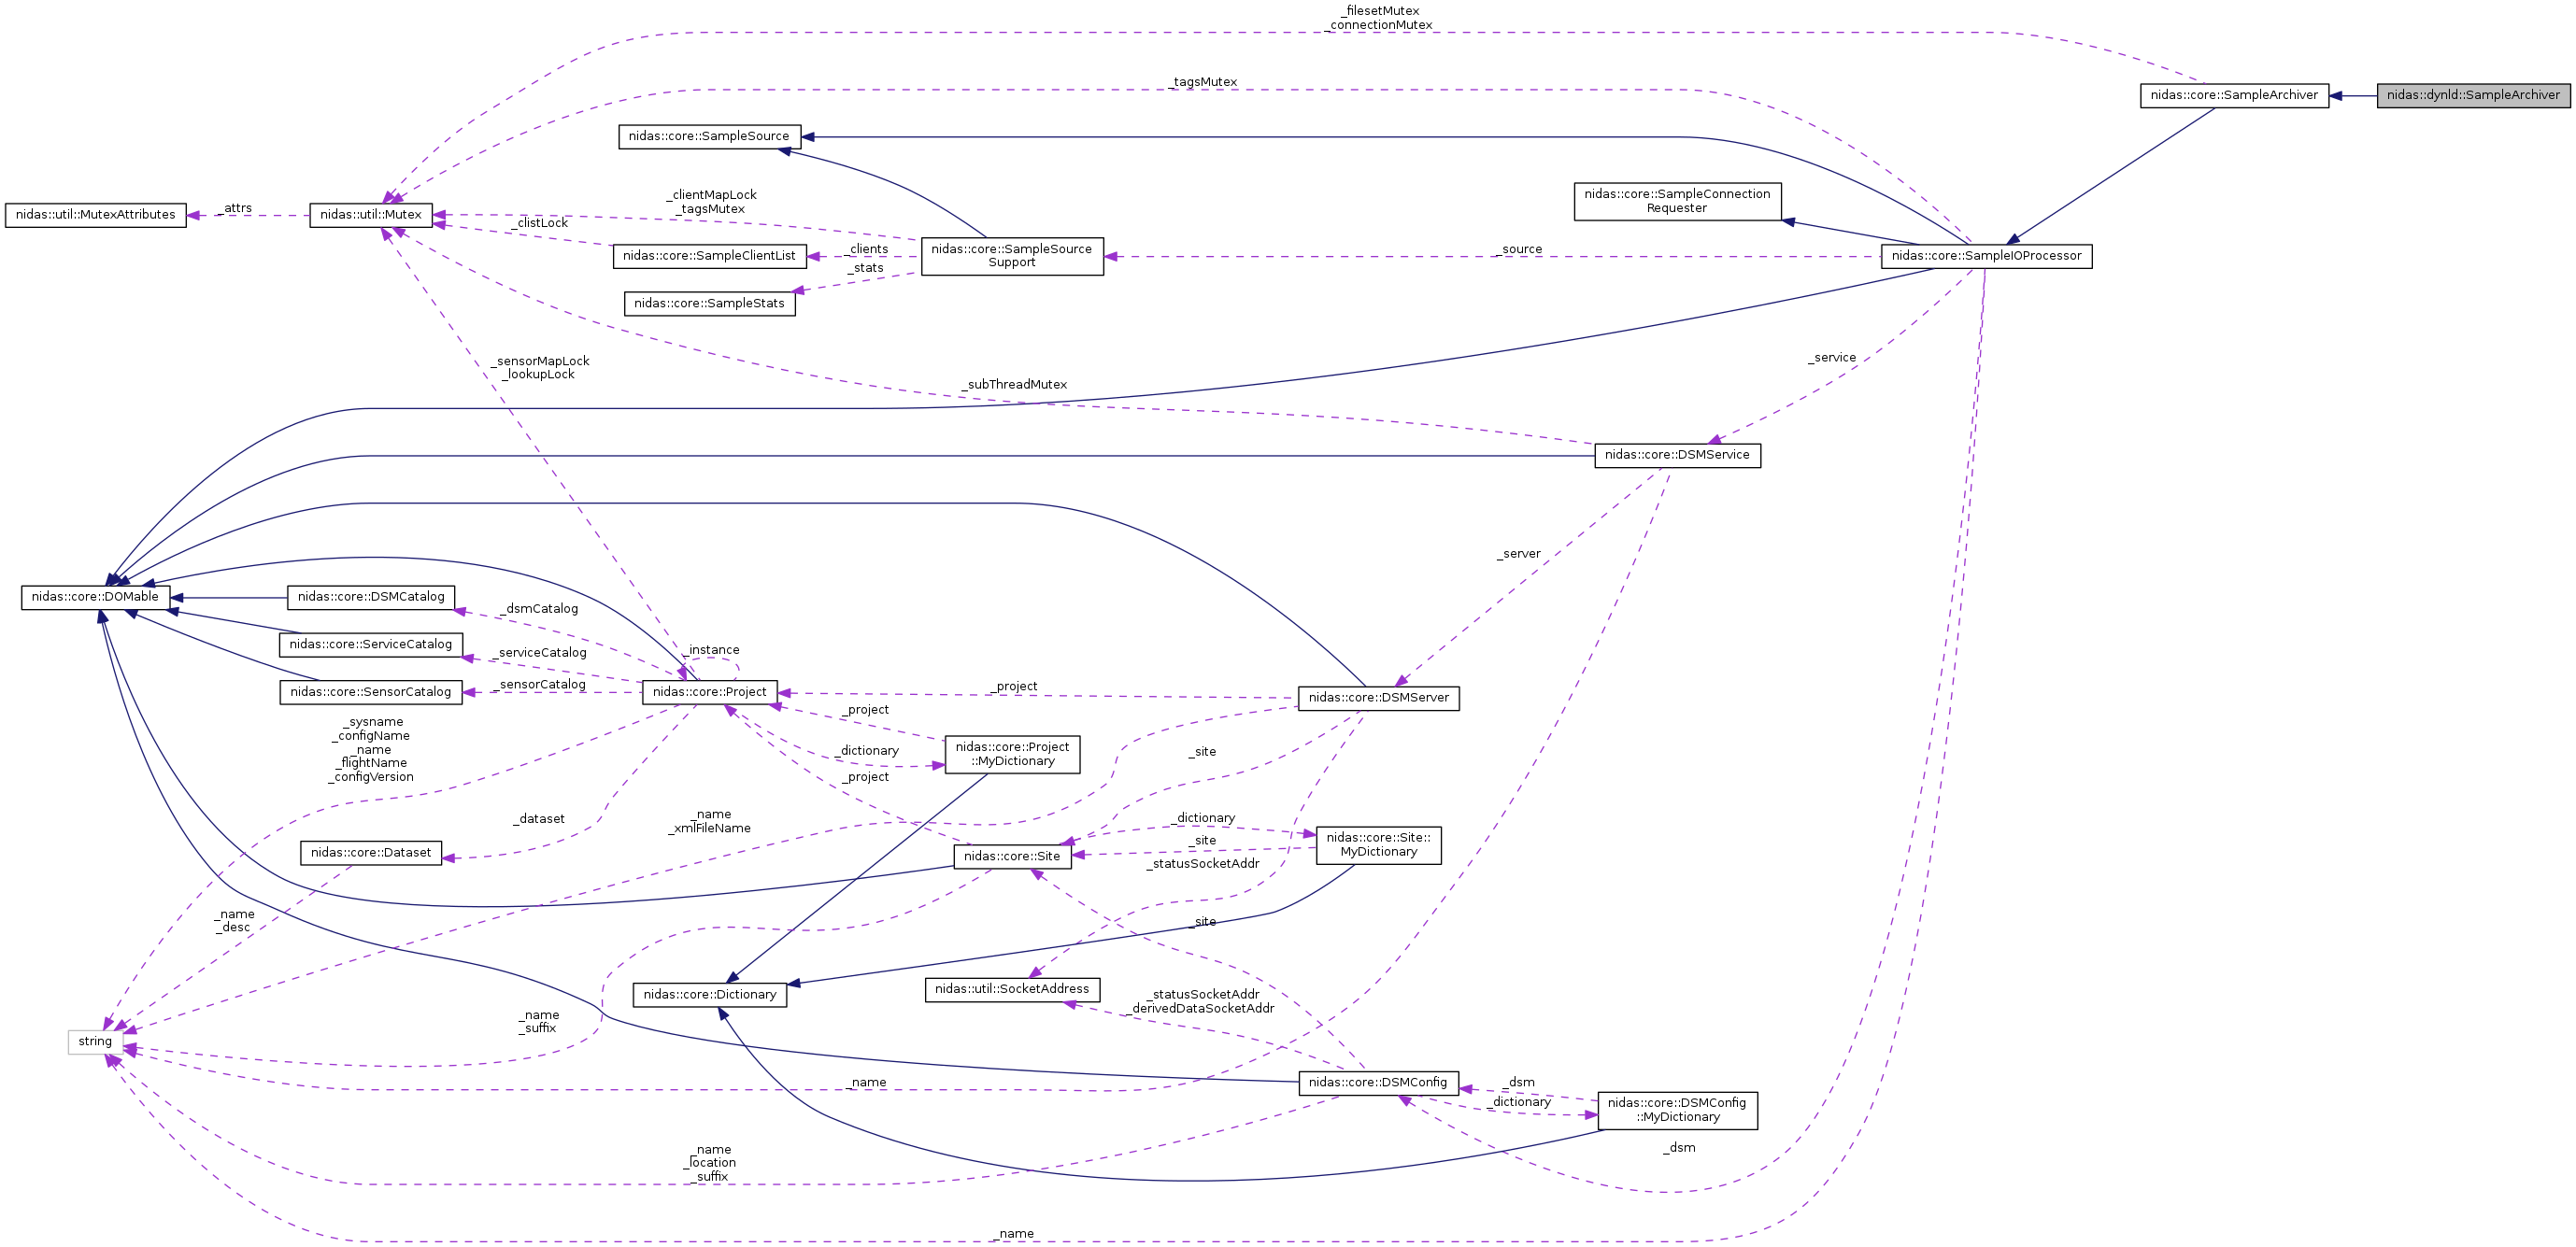 _filesetMutex
_connectionMutex
_tagsMutex
nidas::core::SampleArchiver
nidas::dynld::SampleArchiver
nidas::core::SampleSource
nidas::core::SampleConnection
Requester
_clientMapLock
_tagsMutex
nidas::util::MutexAttributes
_attrs
nidas::util::Mutex
_clistLock
nidas::core::SampleClientList
_clients
nidas::core::SampleSource
Support
_source
nidas::core::SampleIOProcessor
_stats
nidas::core::SampleStats
_sensorMapLock
_lookupLock
_service
_subThreadMutex
nidas::core::DSMService
_server
nidas::core::DOMable
nidas::core::DSMCatalog
_dsmCatalog
nidas::core::ServiceCatalog
_serviceCatalog
_instance
nidas::core::SensorCatalog
_sensorCatalog
nidas::core::Project
_project
nidas::core::DSMServer
_sysname
_configName
_name
_flightName
_configVersion
_project
_dictionary
nidas::core::Project
::MyDictionary
_project
_site
_dataset
_name
_xmlFileName
_dictionary
nidas::core::Site::
MyDictionary
_site
nidas::core::Dataset
nidas::core::Site
_statusSocketAddr
_name
_desc
_site
nidas::core::Dictionary
nidas::util::SocketAddress
_statusSocketAddr
_derivedDataSocketAddr
_name
_suffix
string
_name
nidas::core::DSMConfig
_dsm
_dictionary
nidas::core::DSMConfig
::MyDictionary
_dsm
_name
_location
_suffix
_name